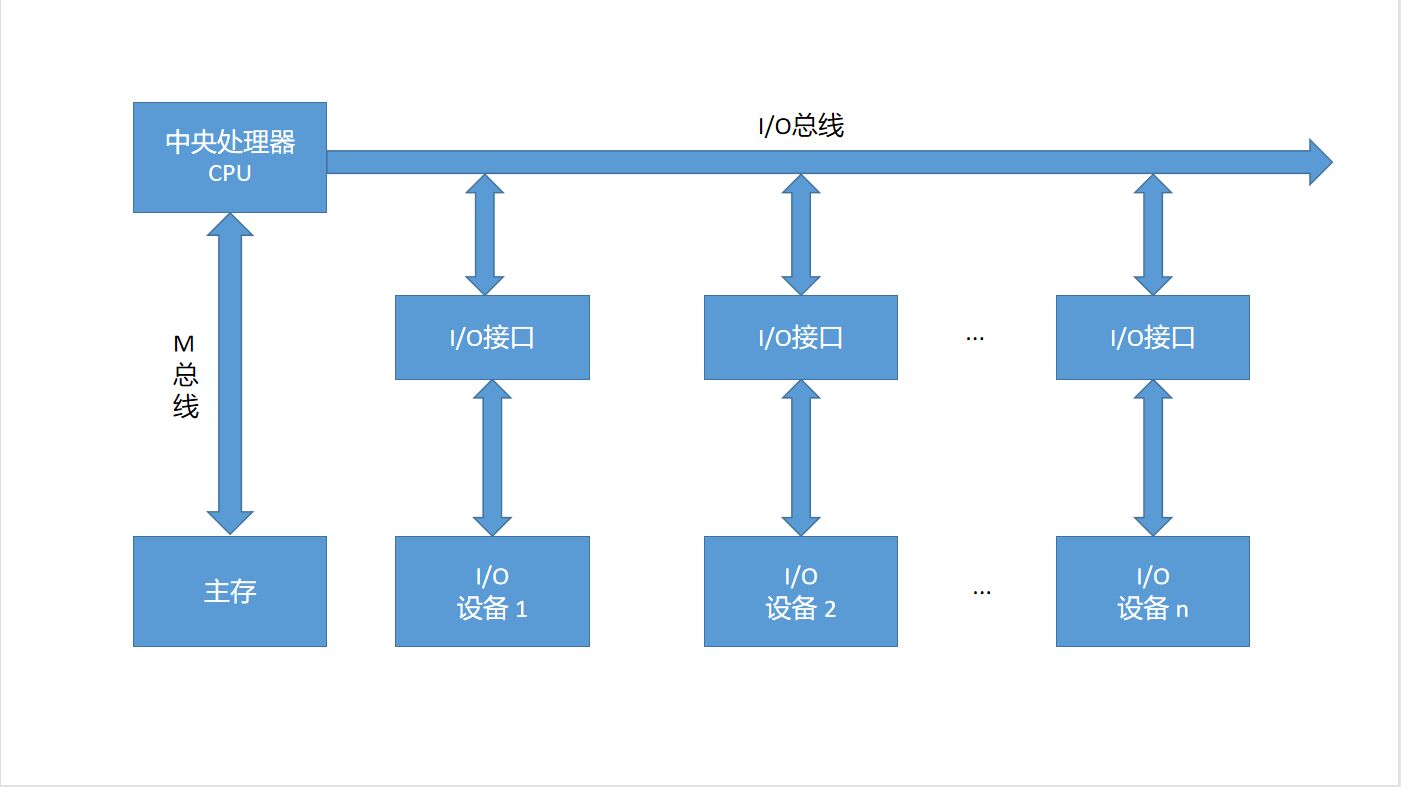 中央处理器
CPU
I/O总线
M
总
线
I/O接口
I/O接口
...
I/O接口
主存
I/O
设备 1
I/O
设备 2
...
I/O
设备 n